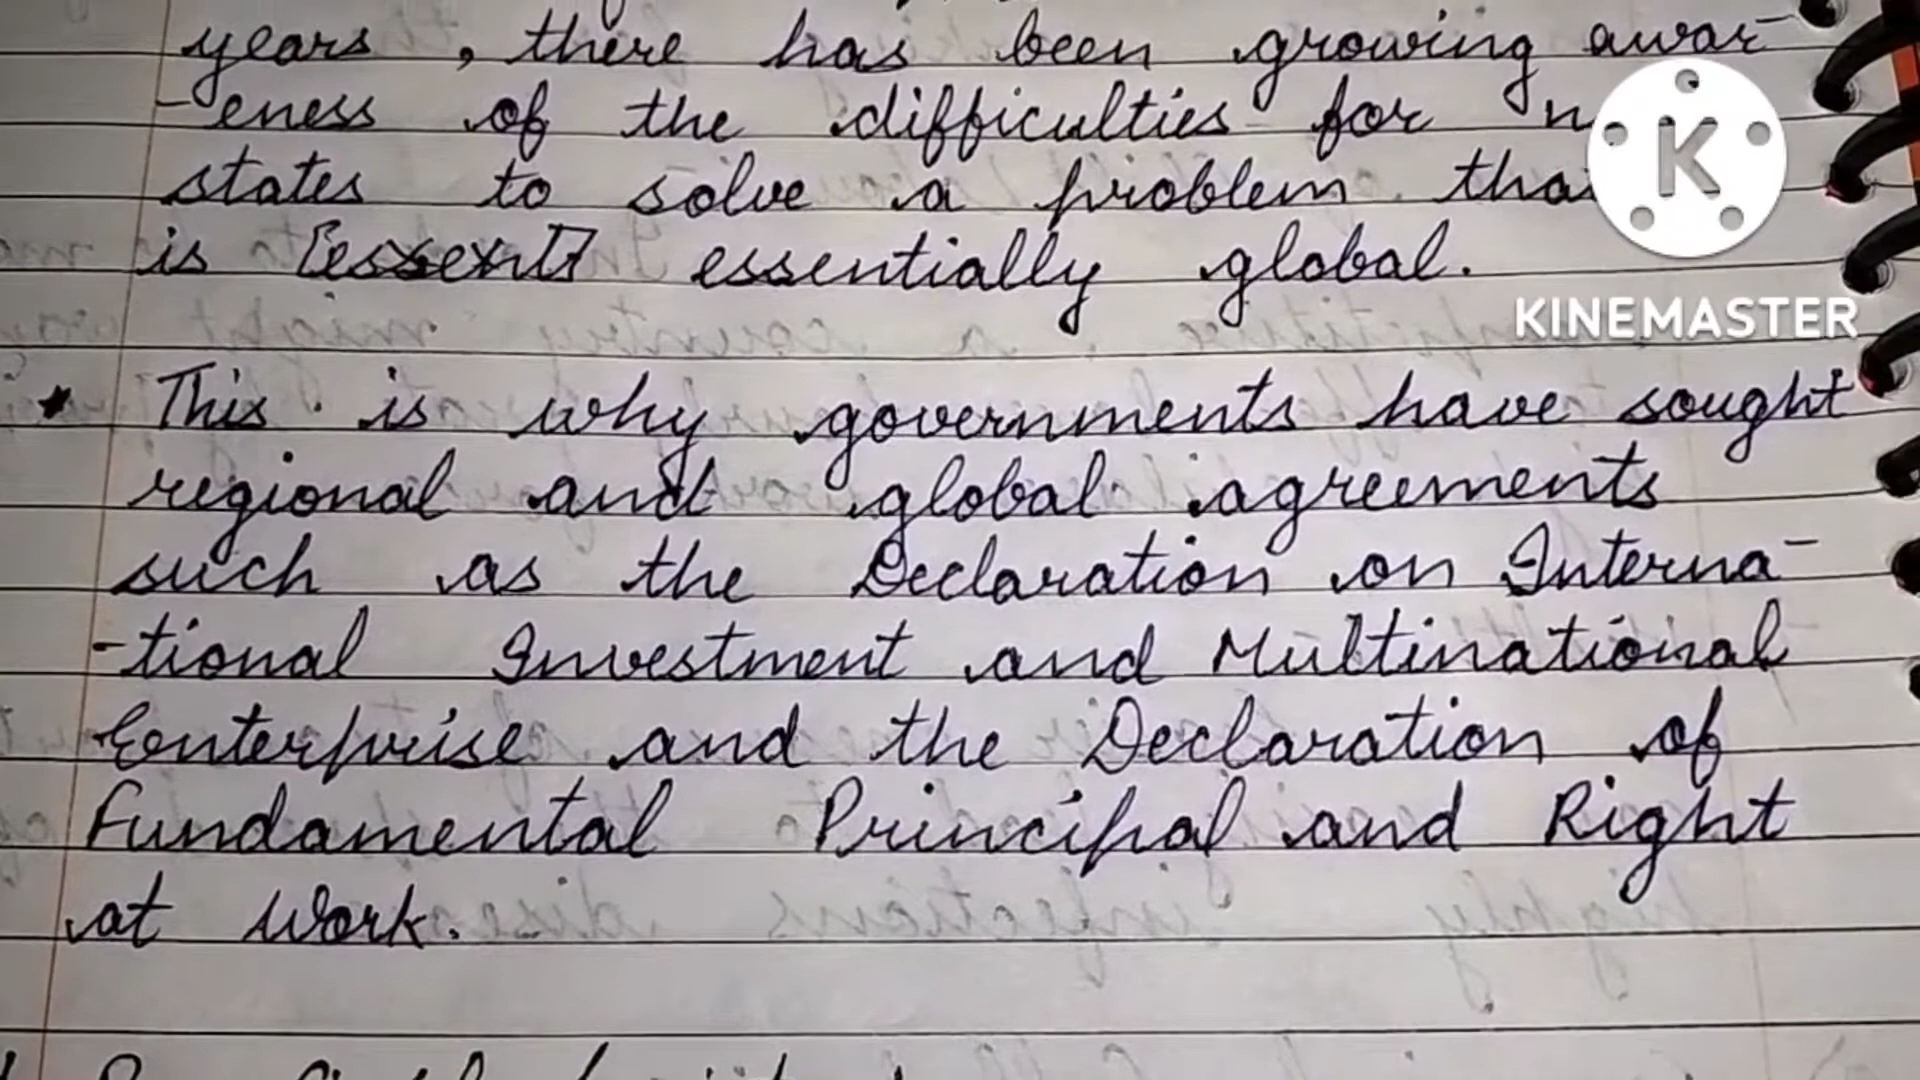 years, there has been growing awar-
-eness of the difficulties for
states to solve a problem that
is essentially global.
KINEMASTER
* This is why governments have sought
regional and global agreements
such as the Declaration on Interna-
-tional Investment and Multinational
Enterprise and the Declaration of
Fundamental Principal and Right
at Work.